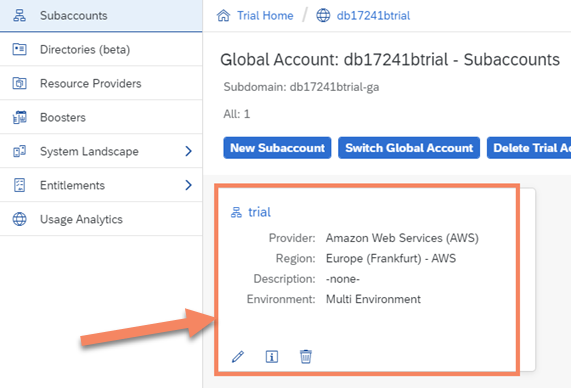 Subaccounts
Directories (beta)
Resource Providers
Boosters
System Landscape
Entitlements
Usage Analytics
Trial Home / db17241btrial
Global Account: db17241btrial - Subaccounts
Subdomain: db17241btrial-ga
All: 1
New Subaccount Switch Global Account Delete Trial Ac
trial
Provider: Amazon Web Services (AWS)
Region: Europe (Frankfurt) - AWS
Description: -none-
Environment: Multi Environment